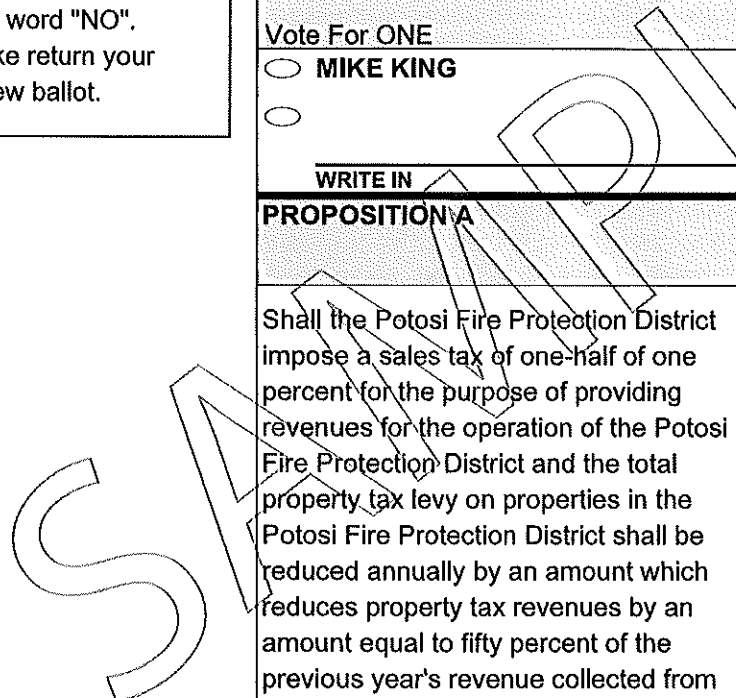 word "NO".
ke return your
ew ballot.
Vote For ONE
MIKE KING
WRITE IN
PROPOSITION A
Shall the Potosi Fire Protection District
impose a sales tax of one-half of one
percent for the purpose of providing
revenues for the operation of the Potosi
Fire Protection District and the total
property tax levy on properties in the
Potosi Fire Protection District shall be
reduced annually by an amount which
reduces property tax revenues by an
amount equal to fifty percent of the
previous year's revenue collected from
SAMPL